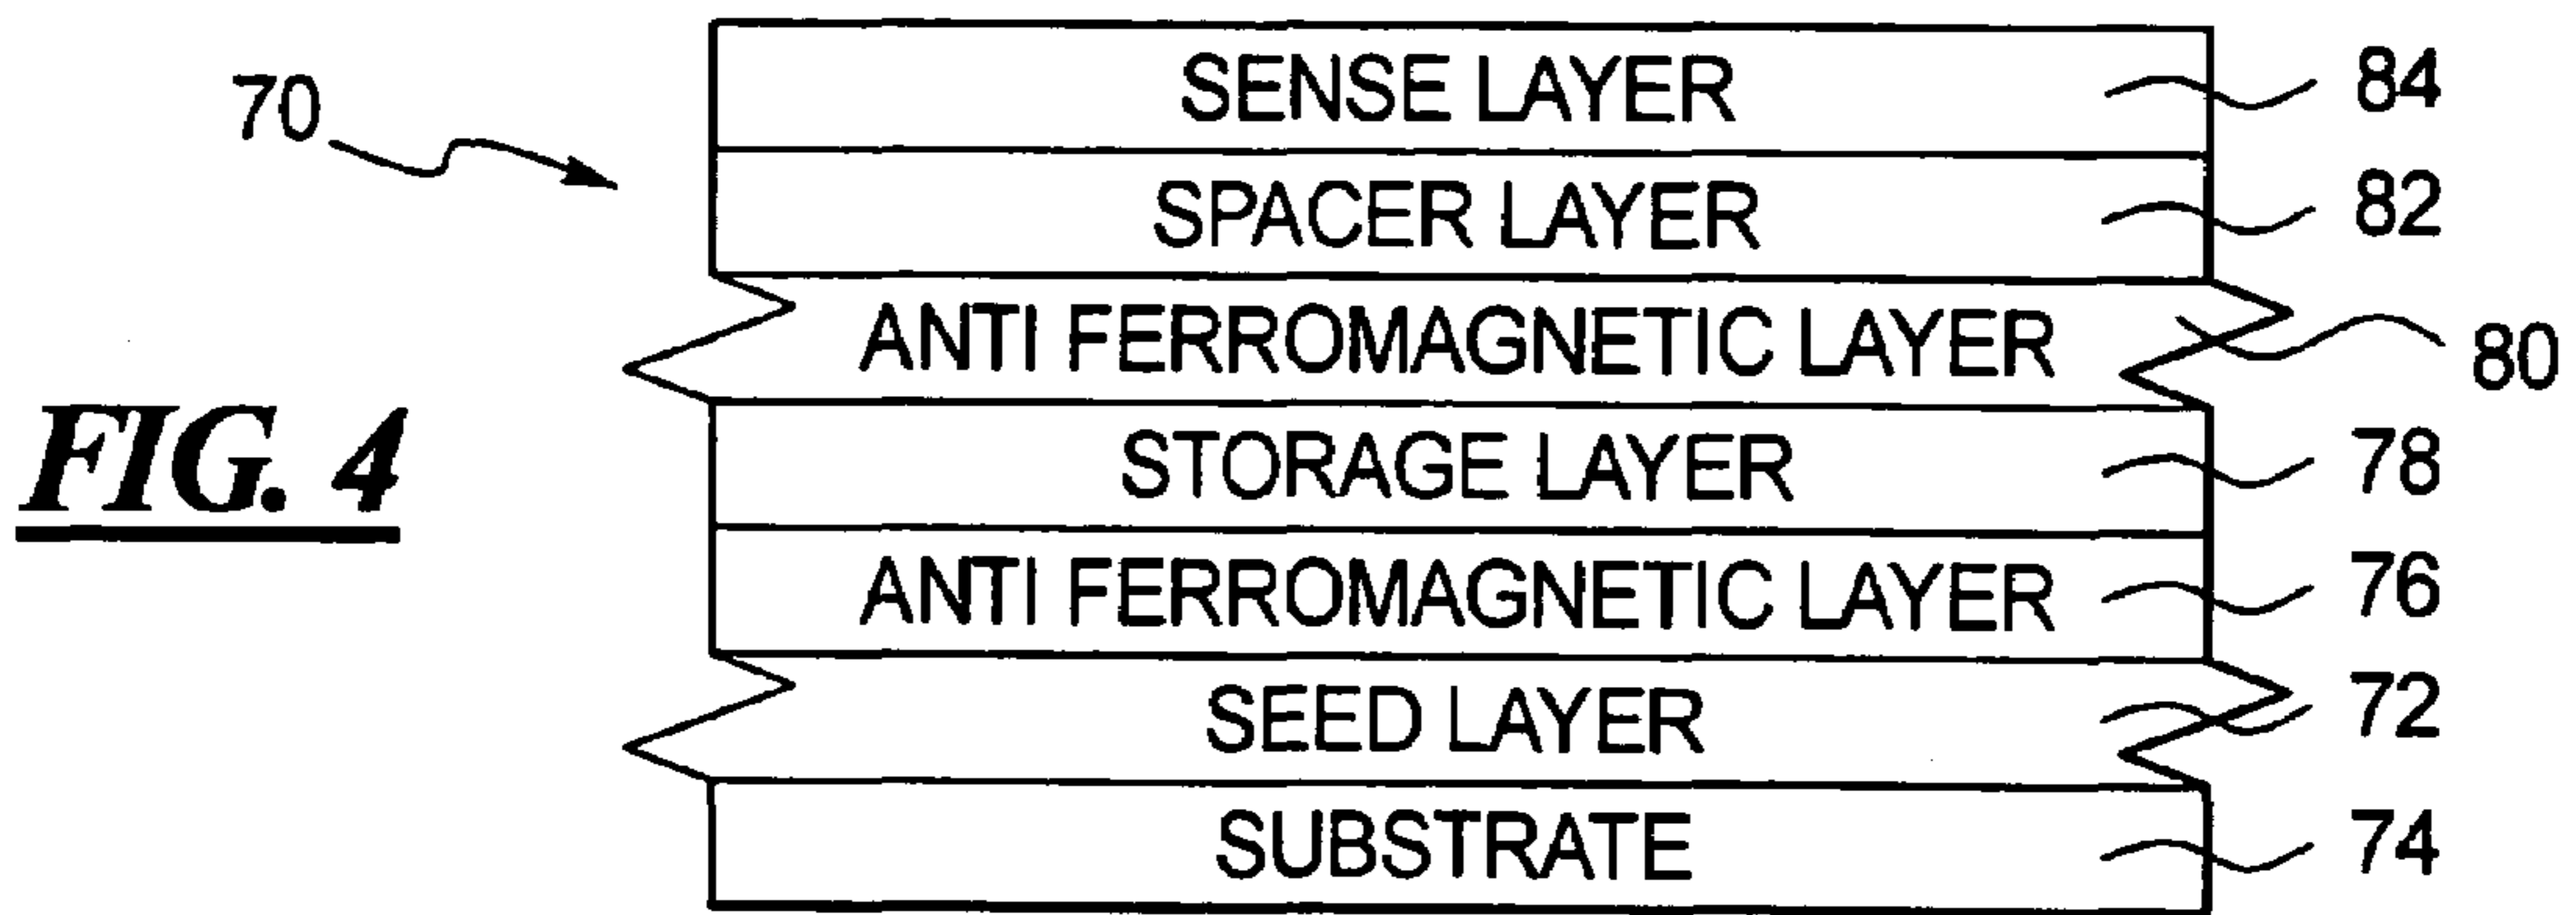 70
SENSE LAYER 84
SPACER LAYER 82
ANTI FERROMAGNETIC LAYER 80
FIG. 4
STORAGE LAYER 78
ANTI FERROMAGNETIC LAYER 76
SEED LAYER 72
SUBSTRATE 74